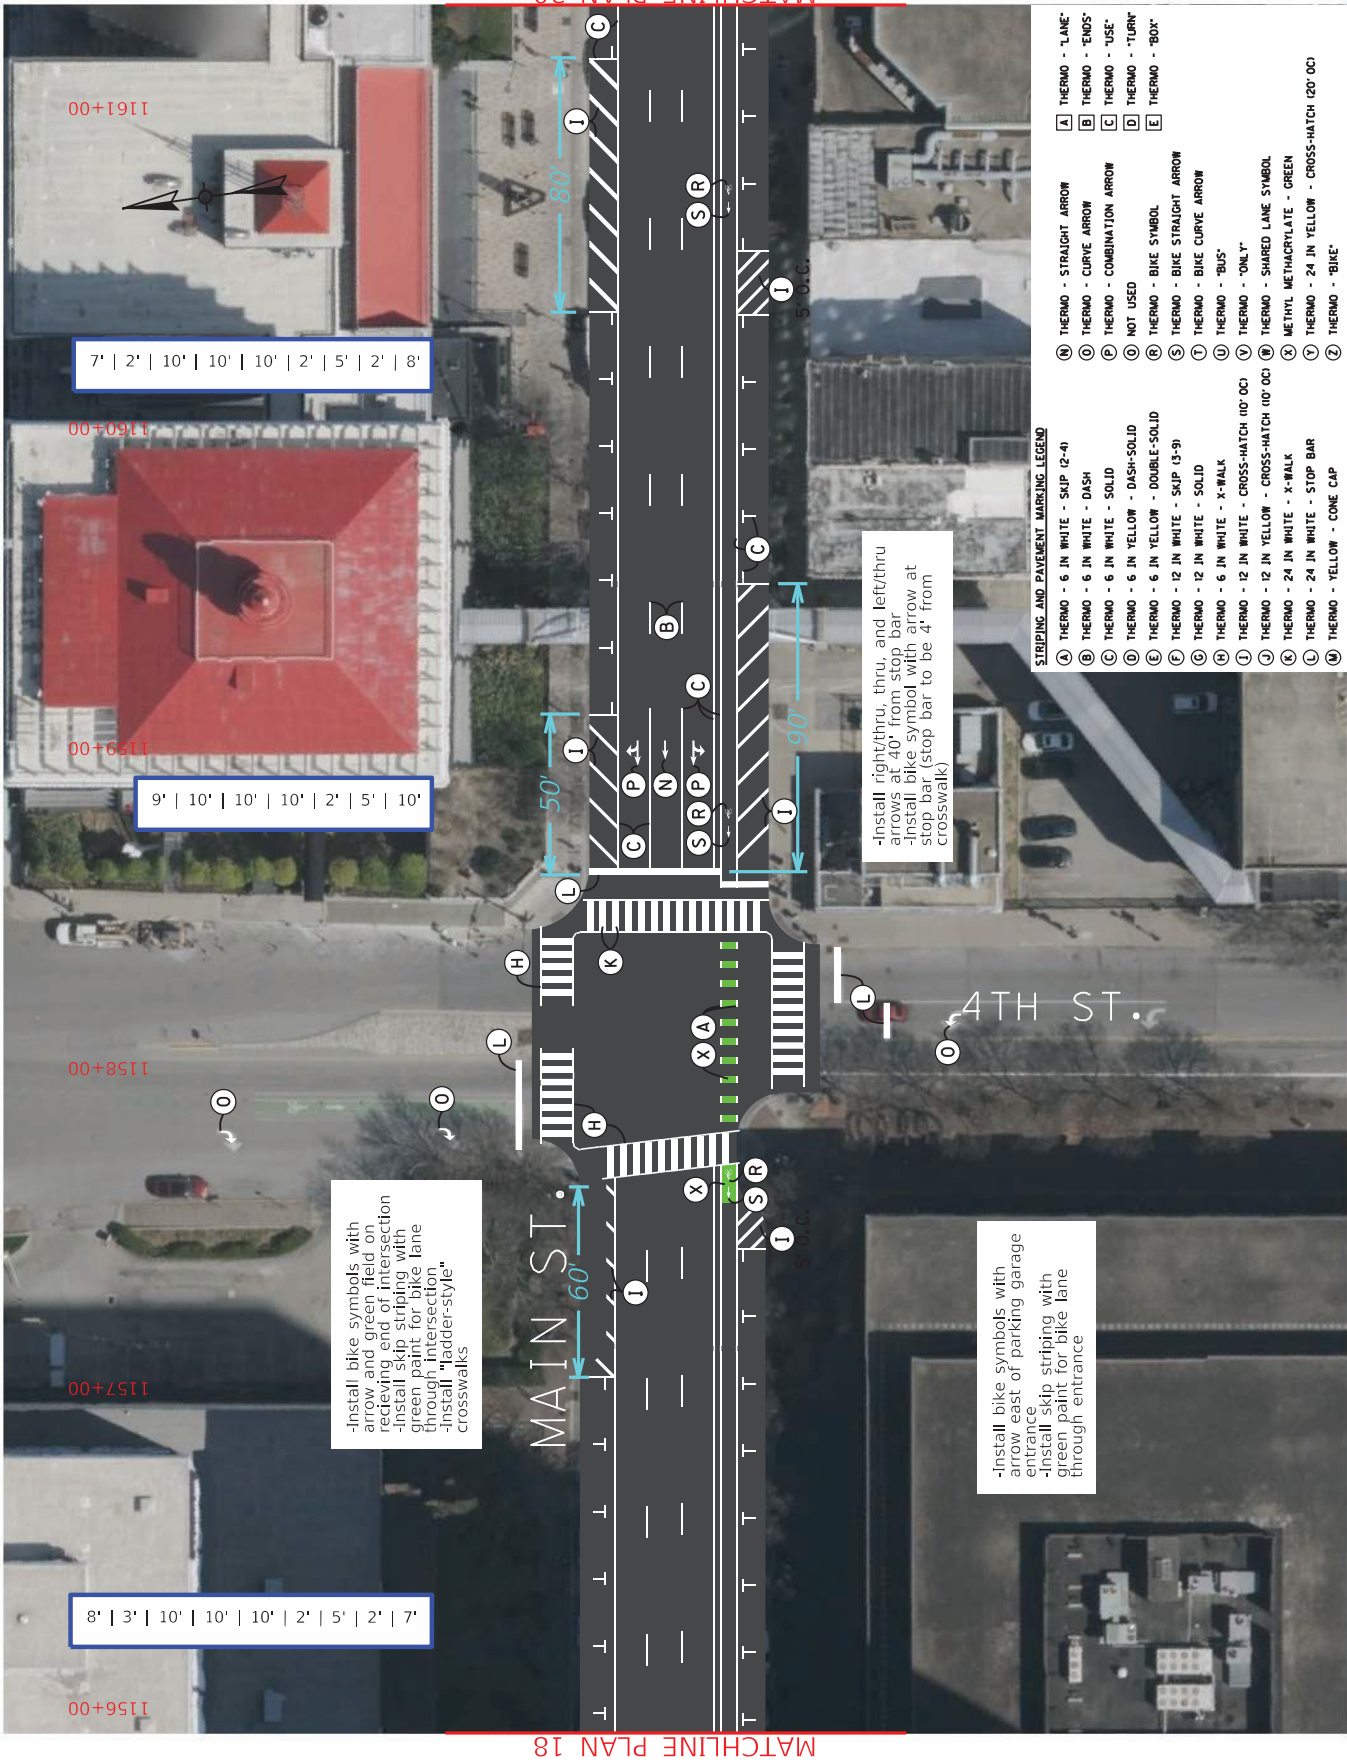 MATCHLINE PLAN 18
1156+00
1157+00
1158+00
1159+00
1160+00
1161+00
8' | 3' | 10' | 10' | 10' | 2' | 5' | 2' | 7'
9' | 10' | 10' | 10' | 2' | 5' | 10'
7' | 2' | 10' | 10' | 10' | 2' | 5' | 2' | 8'
-Install bike symbols with
arrow and green field on
recieving end of intersection
-Install skip striping with
green paint for bike lane
through intersection
-Install "ladder-style"
crosswalks
MAIN ST.
60'
50'
80'
90'
I
X
S R
I
5' O.C.
O
O
L
H
H
K
X A
L
O
4TH ST.
L
I
C
P
N
S R P
C
B
I
C
S R
I
5' O.C.
I
C
-Install right/thru, thru, and left/thru
arrows at 40' from stop bar
-Install bike symbol with arrow at
stop bar (stop bar to be 4' from
crosswalk)
-Install bike symbols with
arrow east of parking garage
entrance
-Install skip striping with
green paint for bike lane
through entrance
STRIPING AND PAVEMENT MARKING LEGEND
A THERMO - 6 IN WHITE - SKIP (2-4)
B THERMO - 6 IN WHITE - DASH
C THERMO - 6 IN WHITE - SOLID
D THERMO - 6 IN YELLOW - DASH-SOLID
E THERMO - 6 IN YELLOW - DOUBLE-SOLID
F THERMO - 12 IN WHITE - SKIP (3-9)
G THERMO - 12 IN WHITE - SOLID
H THERMO - 6 IN WHITE - X-WALK
I THERMO - 12 IN WHITE - CROSS-HATCH (10' OC)
J THERMO - 12 IN YELLOW - CROSS-HATCH (10' OC)
K THERMO - 24 IN WHITE - X-WALK
L THERMO - 24 IN WHITE - STOP BAR
M THERMO - YELLOW - CONE CAP
N THERMO - STRAIGHT ARROW
O THERMO - CURVE ARROW
P THERMO - COMBINATION ARROW
Q NOT USED
R THERMO - BIKE SYMBOL
S THERMO - BIKE STRAIGHT ARROW
T THERMO - BIKE CURVE ARROW
U THERMO - "BUS"
V THERMO - "ONLY"
W THERMO - SHARED LANE SYMBOL
X METHYL METHACRYLATE - GREEN
Y THERMO - 24 IN YELLOW - CROSS-HATCH (20' OC)
Z THERMO - "BIKE"
A THERMO - "LANE"
B THERMO - "ENDS"
C THERMO - "USE"
D THERMO - "TURN"
E THERMO - "BOX"